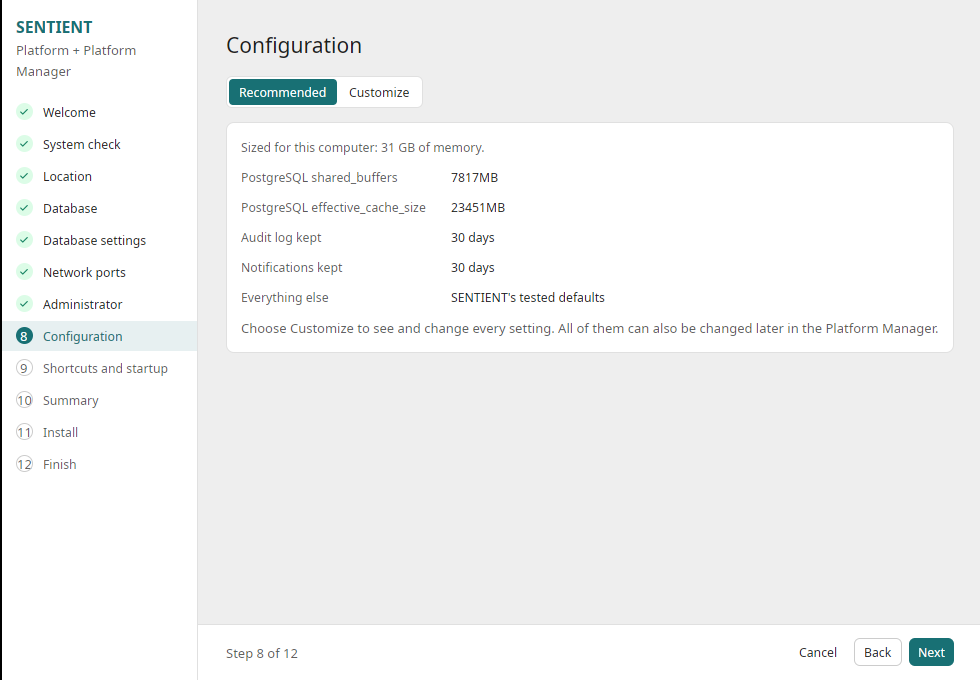 SENTIENT
Platform + Platform
Manager
Welcome
System check
Location
Database
Database settings
Network ports
Administrator
8 Configuration
9 Shortcuts and startup
10 Summary
11 Install
12 Finish
Configuration
Recommended Customize
Sized for this computer: 31 GB of memory.
PostgreSQL shared_buffers 7817MB
PostgreSQL effective_cache_size 23451MB
Audit log kept 30 days
Notifications kept 30 days
Everything else SENTIENT's tested defaults
Choose Customize to see and change every setting. All of them can also be changed later in the Platform Manager.
Step 8 of 12 Cancel Back Next